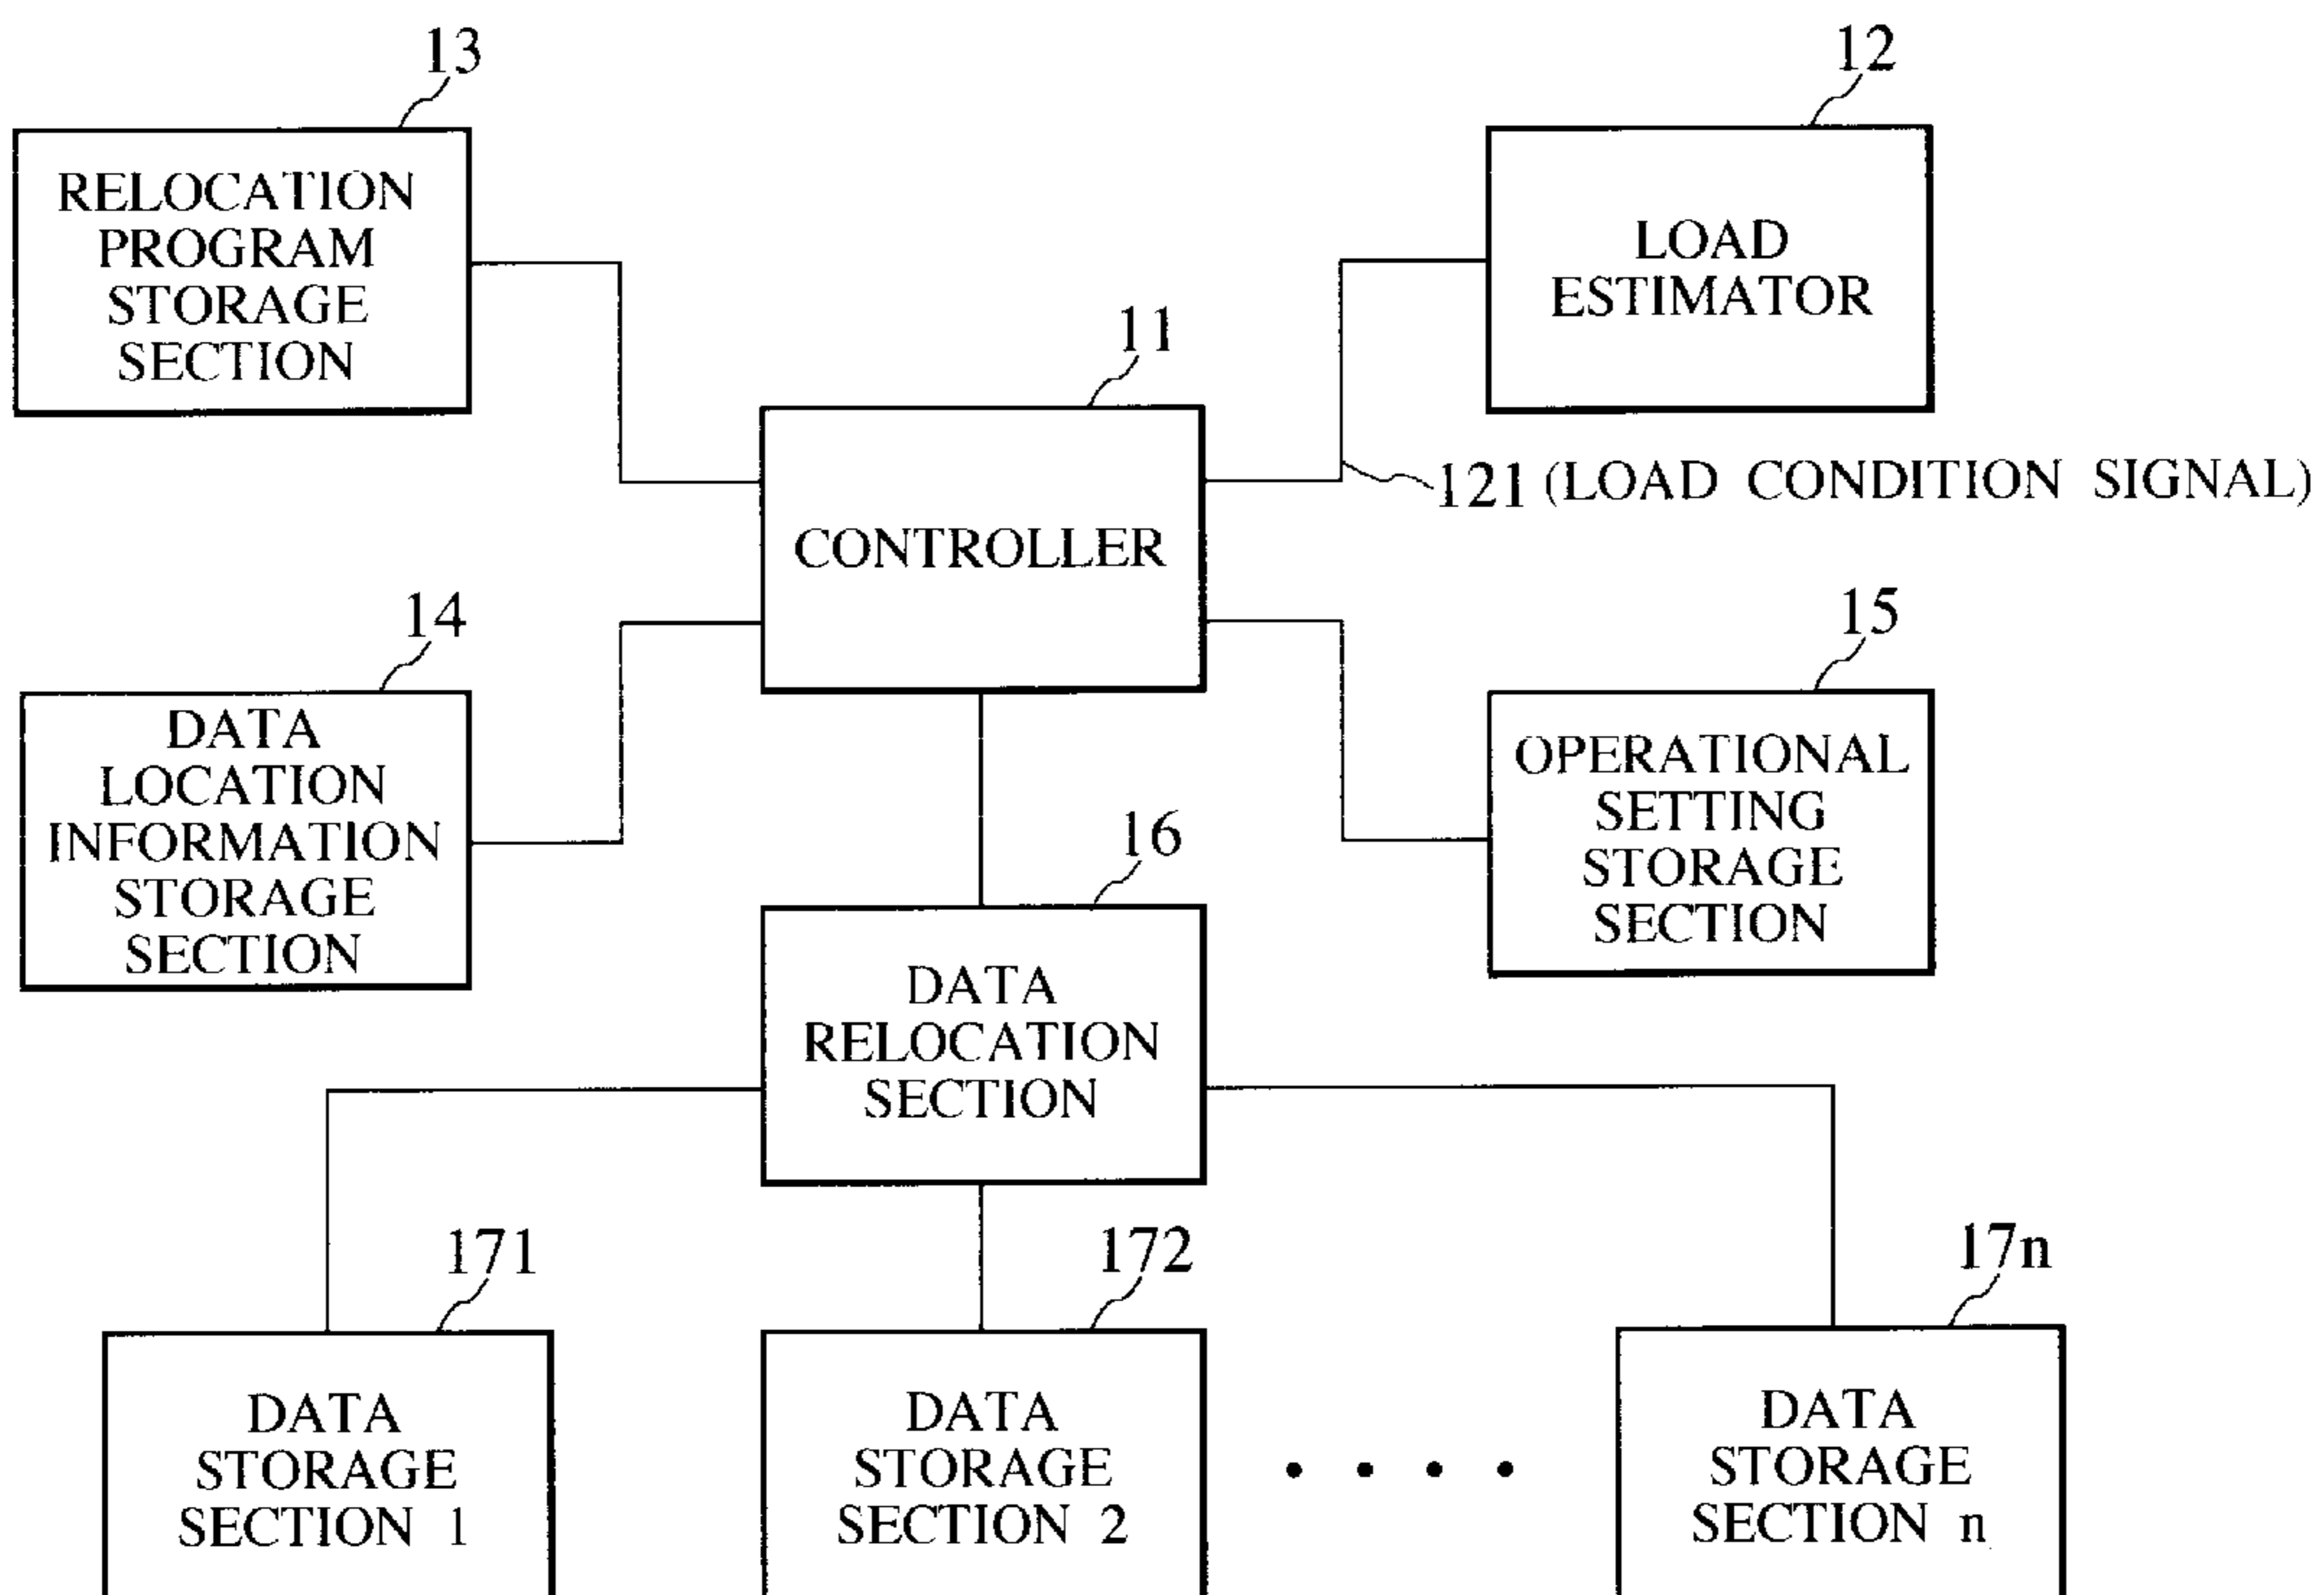 13
12
RELOCATION
PROGRAM
STORAGE
SECTION
LOAD
ESTIMATOR
11
121 (LOAD CONDITION SIGNAL)
CONTROLLER
14
15
DATA
LOCATION
INFORMATION
STORAGE
SECTION
OPERATIONAL
SETTING
STORAGE
SECTION
16
DATA
RELOCATION
SECTION
171
172
17n
DATA
STORAGE
SECTION 1
DATA
STORAGE
SECTION 2
• • • •
DATA
STORAGE
SECTION n